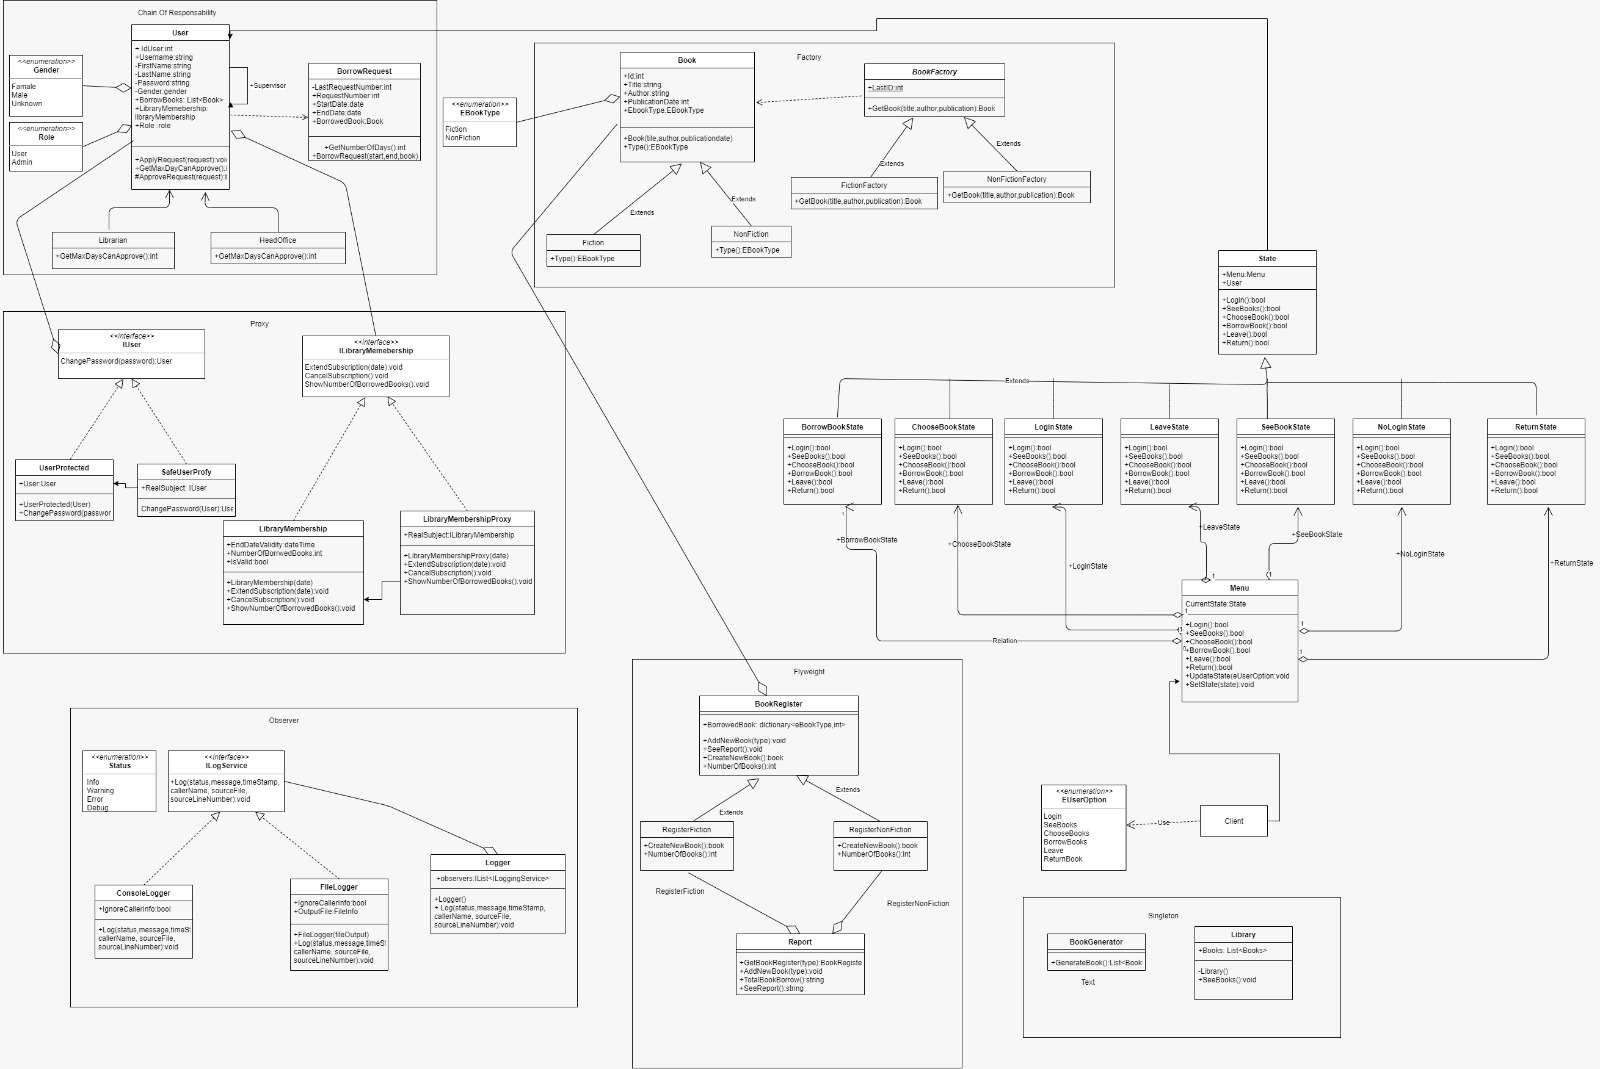 Chain Of Responsability
User
+ IdUser:int
+Username:string
-FirstName:string
-LastName:string
-Password:string
-Gender:gender
+BorrowBooks: List<Book>
+LibraryMemebership:
libraryMembership
+Role :role
+ApplyRequest(request):voi
+GetMaxDayCanApprove():i
#ApproveRequest(request):
<<enumeration>>
Gender
Famale
Male
Unknown
<<enumeration>>
Role
User
Admin
+Supervisor
BorrowRequest
-LastRequestNumber:int
+RequestNumber:int
+StartDate:date
+EndDate:date
+BorrowedBook:Book
+GetNumberOfDays():int
+BorrowRequest(start,end,book)
Librarian
+GetMaxDaysCanApprove():int
HeadOffice
+GetMaxDaysCanApprove():int
Factory
<<enumeration>>
EBookType
Fiction
NonFiction
Book
+Id:int
+Title:string
+Author:string
+PublicationDate:int
+EbookType:EBookType
+Book(tile,author,publicationdate)
+Type():EBookType
BookFactory
+LastID:int
+GetBook(title,author,publication):Book
Extends
Extends
FictionFactory
+GetBook(title,author,publication):Book
NonFictionFactory
+GetBook(title,author,publication):Book
Extends
Extends
Fiction
+Type():EBookType
NonFiction
+Type():EBookType
State
+Menu:Menu
+User
+Login():bool
+SeeBooks():bool
+ChooseBook():bool
+BorrowBook():bool
+Leave():bool
+Return():bool
Extends
BorrowBookState
+Login():bool
+SeeBooks():bool
+ChooseBook():bool
+BorrowBook():bool
+Leave():bool
+Return():bool
ChooseBookState
+Login():bool
+SeeBooks():bool
+ChooseBook():bool
+BorrowBook():bool
+Leave():bool
+Return():bool
LoginState
+Login():bool
+SeeBooks():bool
+ChooseBook():bool
+BorrowBook():bool
+Leave():bool
+Return():bool
LeaveState
+Login():bool
+SeeBooks():bool
+ChooseBook():bool
+BorrowBook():bool
+Leave():bool
+Return():bool
SeeBookState
+Login():bool
+SeeBooks():bool
+ChooseBook():bool
+BorrowBook():bool
+Leave():bool
+Return():bool
NoLoginState
+Login():bool
+SeeBooks():bool
+ChooseBook():bool
+BorrowBook():bool
+Leave():bool
+Return():bool
ReturnState
+Login():bool
+SeeBooks():bool
+ChooseBook():bool
+BorrowBook():bool
+Leave():bool
+Return():bool
1
+BorrowBookState
+ChooseBookState
+LoginState
+LeaveState
+SeeBookState
+NoLoginState
+ReturnState
1
1
1
1
1
1
0
Relation
Menu
CurrentState:State
+Login():bool
+SeeBooks():bool
+ChooseBook():bool
+BorrowBook():bool
+Leave():bool
+Return():bool
+UpdateState(eUserOption:void
+SetState(state):void
Proxy
<<interface>>
IUser
ChangePassword(password):User
<<interface>>
ILibraryMemebership
ExtendSubscription(date):void
CancelSubscription():void
ShowNumberOfBorrowedBooks():void
UserProtected
+User:User
+UserProtected(User)
+ChangePassword(passwor
SafeUserProfy
+RealSubject: IUser
ChangePassword(User):Use
LibraryMembership
+EndDateValidity:dateTime
+NumberOfBorrwedBooks:int
+IsValid:bool
+LibraryMembership(date)
+ExtendSubscription(date):void
+CancelSubscription():void
+ShowNumberOfBorrowedBooks():void
LibraryMembershipProxy
+RealSubject:ILibraryMembership
+LibraryMembershipProxy(date)
+ExtendSubscription(date):void
+CancelSubscription():void
+ShowNumberOfBorrowedBooks():void
Observer
<<enumeration>>
Status
Info
Warning
Error
Debug
<<interface>>
ILogService
+Log(status,message,timeStamp,
callerName, sourceFile,
sourceLineNumber):void
ConsoleLogger
+IgnoreCallerInfo:bool
+Log(status,message,timeSt
callerName, sourceFile,
sourceLineNumber):void
FileLogger
+IgnoreCallerInfo:bool
+OutputFile:FileInfo
+FileLogger(fileOutput)
+Log(status,message,timeSt
callerName, sourceFile,
sourceLineNumber):void
Logger
+observers:IList<ILoggingService>
+Logger()
+ Log(status,message,timeStamp,
callerName, sourceFile,
sourceLineNumber):void
Flyweight
BookRegister
+BorrowedBook: dictionary<eBookType,int>
+AddNewBook(type):void
+SeeReport():void
+CreateNewBook():book
+NumberOfBooks():int
Extends
Extends
RegisterFiction
+CreateNewBook():book
+NumberOfBooks():int
RegisterNonFiction
+CreateNewBook():book
+NumberOfBooks():int
RegisterFiction
RegisterNonFiction
Report
+GetBookRegister(type):BookRegiste
+AddNewBook(type):void
+TotalBookBorrow():string
+SeeReport():string
<<enumeration>>
EUserOption
Login
SeeBooks
ChooseBooks
BorrowBooks
Leave
ReturnBook
Use
Client
Singleton
BookGenerator
+GenerateBook():List<Book
Text
Library
+Books: List<Books>
-Library()
+SeeBooks():void